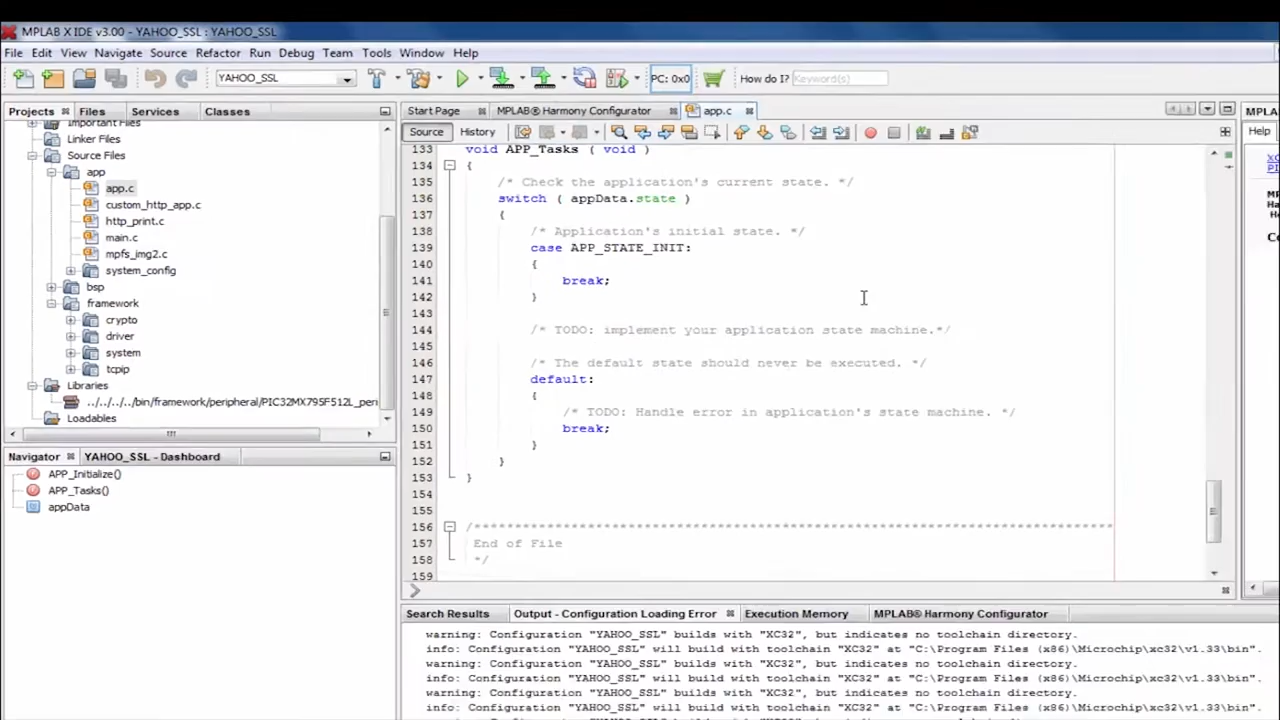 MPLAB X IDE v3.00 - YAHOO_SSL : YAHOO_SSL
File Edit View Navigate Source Refactor Run Debug Team Tools Window Help
YAHOO_SSL PC: 0x0 How do I? Keyword(s)
Projects Files Services Classes
Start Page MPLAB® Harmony Configurator app.c
Source History
Help
Important Files
Linker Files
Source Files
app
app.c
custom_http_app.c
http_print.c
main.c
mpfs_img2.c
system_config
bsp
framework
crypto
driver
system
tcpip
Libraries
../../../../bin/framework/peripheral/PIC32MX795F512L_peri
Loadables
YAHOO_SSL - Dashboard
Navigator
APP_Initialize()
APP_Tasks()
appData
133 void APP_Tasks ( void )
134 {
135 /* Check the application's current state. */
136 switch ( appData.state )
137 {
138 /* Application's initial state. */
139 case APP_STATE_INIT:
140 {
141 break;
142 }
143
144 /* TODO: implement your application state machine.*/
145
146 /* The default state should never be executed. */
147 default:
148 {
149 /* TODO: Handle error in application's state machine. */
150 break;
151 }
152 }
153 }
154
155
156 /*******************************************************************************
157 End of File
158 */
159
Search Results Output - Configuration Loading Error Execution Memory MPLAB® Harmony Configurator
warning: Configuration "YAHOO_SSL" builds with "XC32", but indicates no toolchain directory.
info: Configuration "YAHOO_SSL" will build with toolchain "XC32" at "C:\Program Files (x86)\Microchip\xc32\v1.33\bin".
warning: Configuration "YAHOO_SSL" builds with "XC32", but indicates no toolchain directory.
info: Configuration "YAHOO_SSL" will build with toolchain "XC32" at "C:\Program Files (x86)\Microchip\xc32\v1.33\bin".
warning: Configuration "YAHOO_SSL" builds with "XC32", but indicates no toolchain directory.
info: Configuration "YAHOO_SSL" will build with toolchain "XC32" at "C:\Program Files (x86)\Microchip\xc32\v1.33\bin".